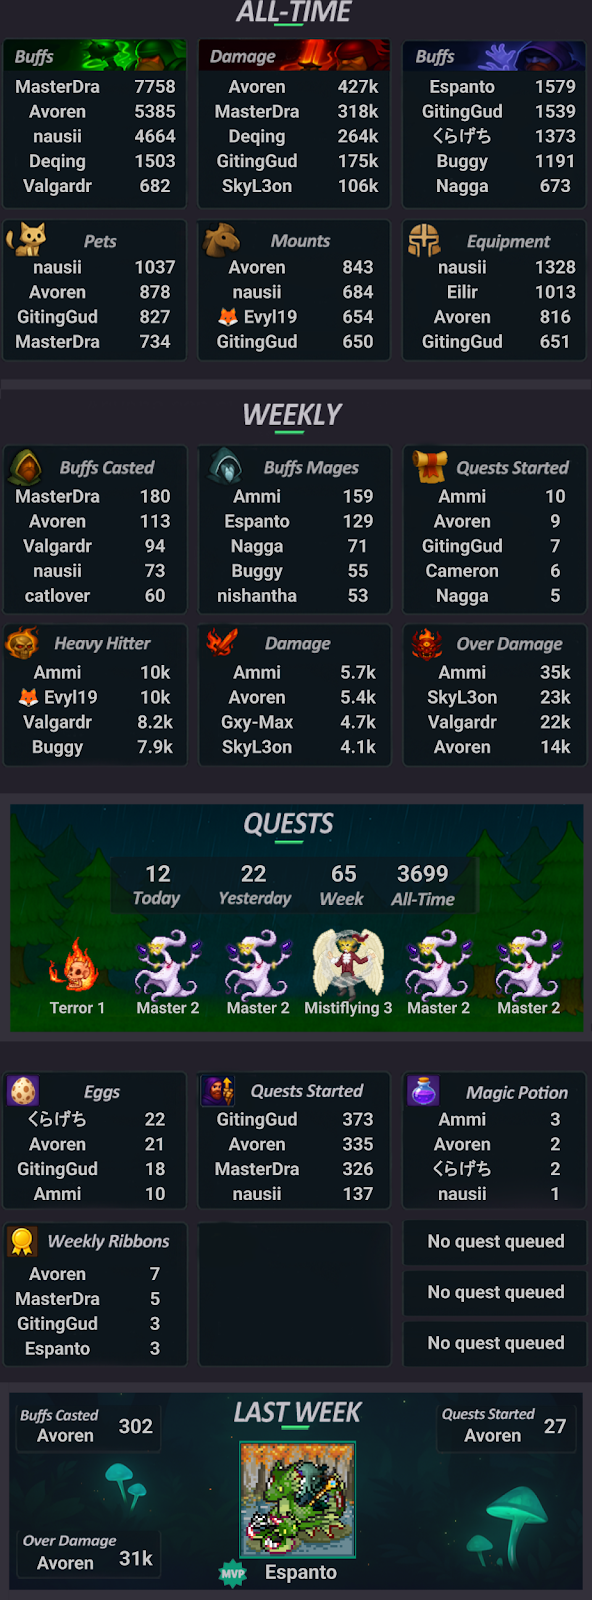 ALL-TIME
Buffs
MasterDra 7758
Avoren 5385
nausii 4664
Deqing 1503
Valgardr 682
Damage
Avoren 427k
MasterDra 318k
Deqing 264k
GitingGud 175k
SkyL3on 106k
Buffs
Espanto 1579
GitingGud 1539
くらげち 1373
Buggy 1191
Nagga 673
Pets
nausii 1037
Avoren 878
GitingGud 827
MasterDra 734
Mounts
Avoren 843
nausii 684
🦊 Evyl19 654
GitingGud 650
Equipment
nausii 1328
Eilir 1013
Avoren 816
GitingGud 651
WEEKLY
Buffs Casted
MasterDra 180
Avoren 113
Valgardr 94
nausii 73
catlover 60
Buffs Mages
Ammi 159
Espanto 129
Nagga 71
Buggy 55
nishantha 53
Quests Started
Ammi 10
Avoren 9
GitingGud 7
Cameron 6
Nagga 5
Heavy Hitter
Ammi 10k
🦊 Evyl19 10k
Valgardr 8.2k
Buggy 7.9k
Damage
Ammi 5.7k
Avoren 5.4k
Gxy-Max 4.7k
SkyL3on 4.1k
Over Damage
Ammi 35k
SkyL3on 23k
Valgardr 22k
Avoren 14k
QUESTS
12 22 65 3699
Today Yesterday Week All-Time
Terror 1 Master 2 Master 2 Mistiflying 3 Master 2 Master 2
Eggs
くらげち 22
Avoren 21
GitingGud 18
Ammi 10
Quests Started
GitingGud 373
Avoren 335
MasterDra 326
nausii 137
Magic Potion
Ammi 3
Avoren 2
くらげち 2
nausii 1
Weekly Ribbons
Avoren 7
MasterDra 5
GitingGud 3
Espanto 3
No quest queued
No quest queued
No quest queued
LAST WEEK
Buffs Casted
Avoren 302
Quests Started
Avoren 27
Over Damage
Avoren 31k
MVP Espanto